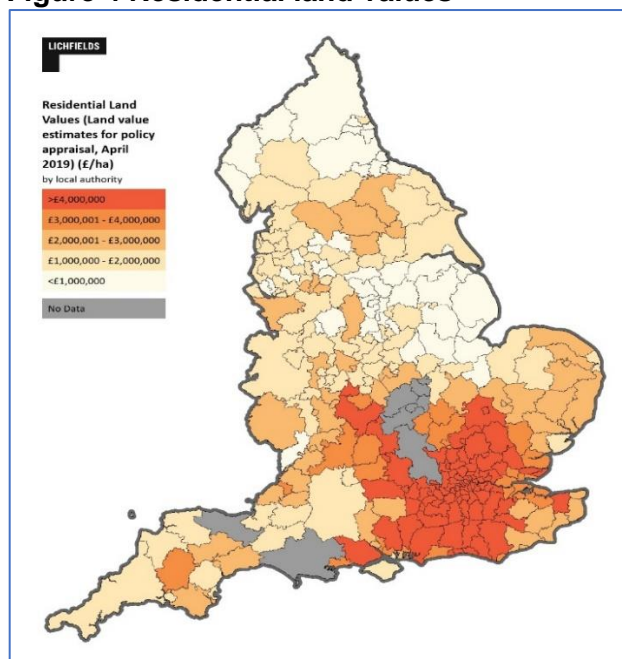 Figure 4 Residential land values
LICHFIELDS
Residential Land
Values (Land value
estimates for policy
appraisal, April
2019) (£/ha)
by local authority
>£4,000,000
£3,000,001 - £4,000,000
£2,000,001 - £3,000,000
£1,000,000 - £2,000,000
<£1,000,000
No Data